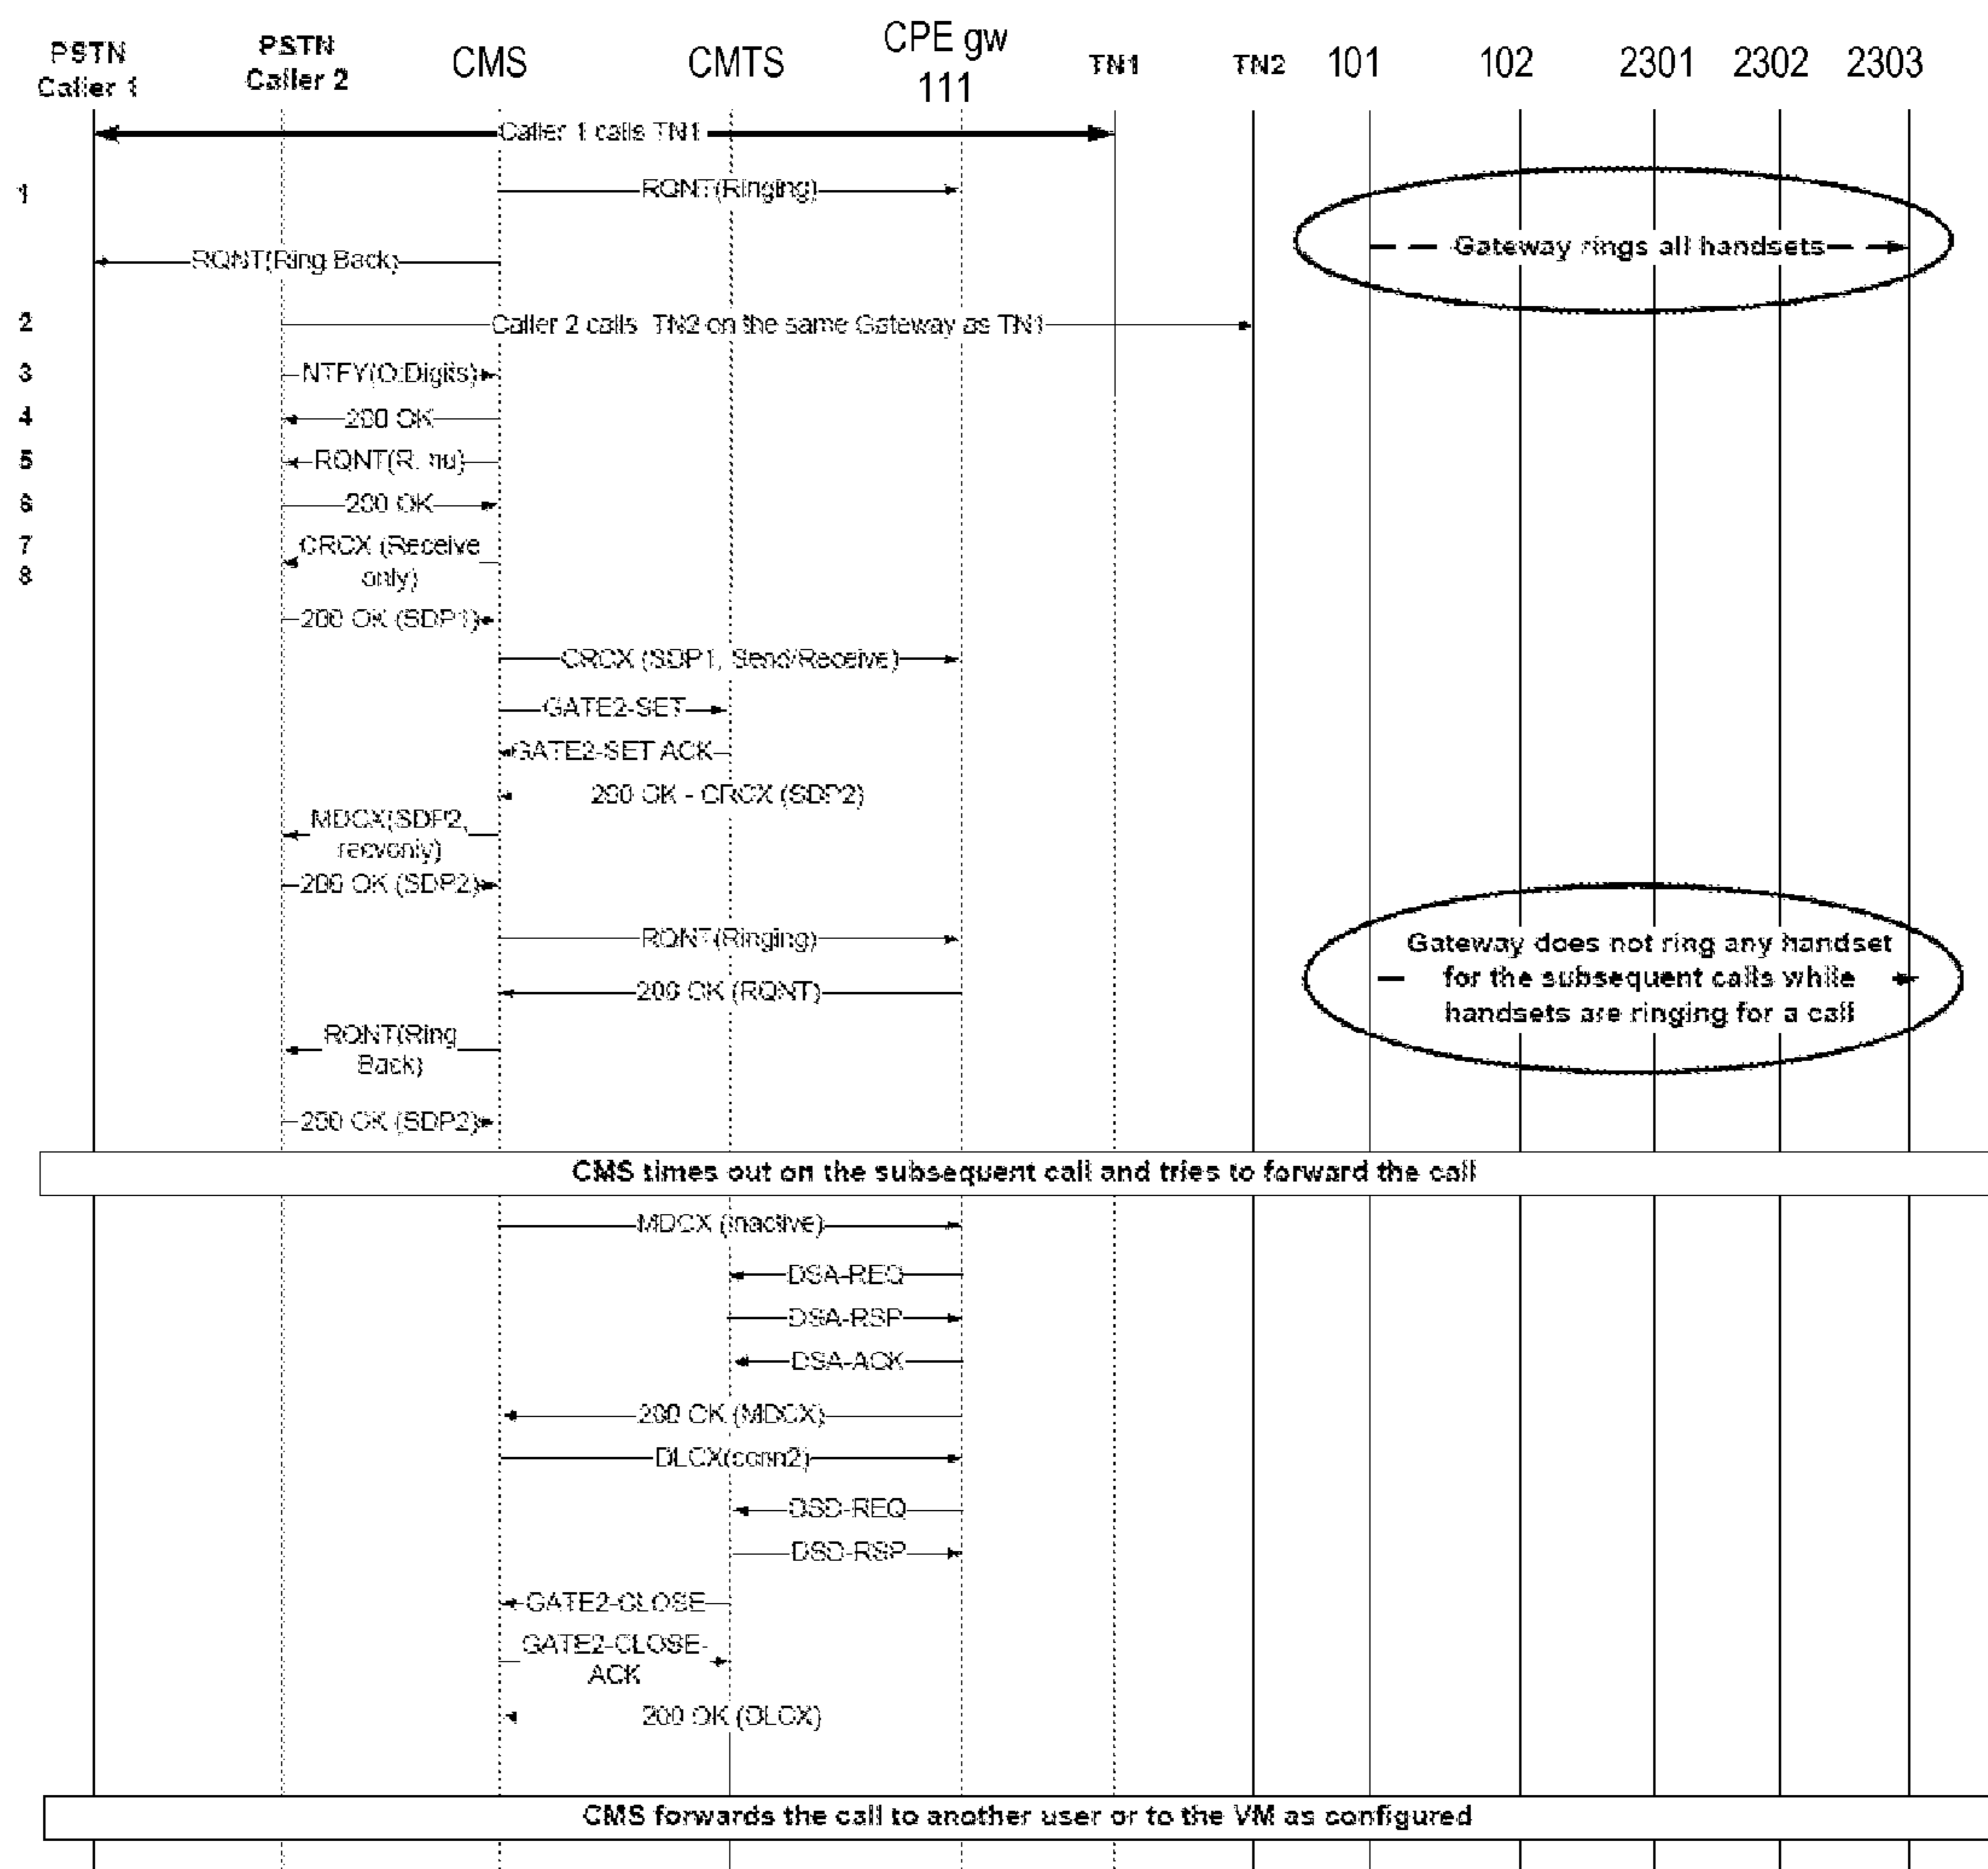 PSTN
Caller 1
PSTN
Caller 2
CMS
CMTS
CPE gw
111
TN1
TN2
101
102
2301
2302
2303
Caller 1 calls TN1
1
RQNT(Ringing)
Gateway rings all handsets
RQNT(Ring Back)
2
Caller 2 calls TN2 on the same Gateway as TN1
3
NTFY(O:Digits)
4
200 OK
5
RQNT(R: hu)
6
200 OK
7
8
CRCX (Receive
only)
200 OK (SDP1)
CRCX (SDP1, Send/Receive)
GATE2-SET
GATE2-SET ACK
200 OK - CRCX (SDP2)
MDCX(SDP2,
recvonly)
200 OK (SDP2)
RQNT(Ringing)
Gateway does not ring any handset
for the subsequent calls while
handsets are ringing for a call
200 OK (RQNT)
RQNT(Ring
Back)
200 OK (SDP2)
CMS times out on the subsequent call and tries to forward the call
MDCX (inactive)
DSA-REQ
DSA-RSP
DSA-ACK
200 OK (MDCX)
DLCX(conn2)
DSD-REQ
DSD-RSP
GATE2-CLOSE
GATE2-CLOSE-
ACK
200 OK (DLCX)
CMS forwards the call to another user or to the VM as configured